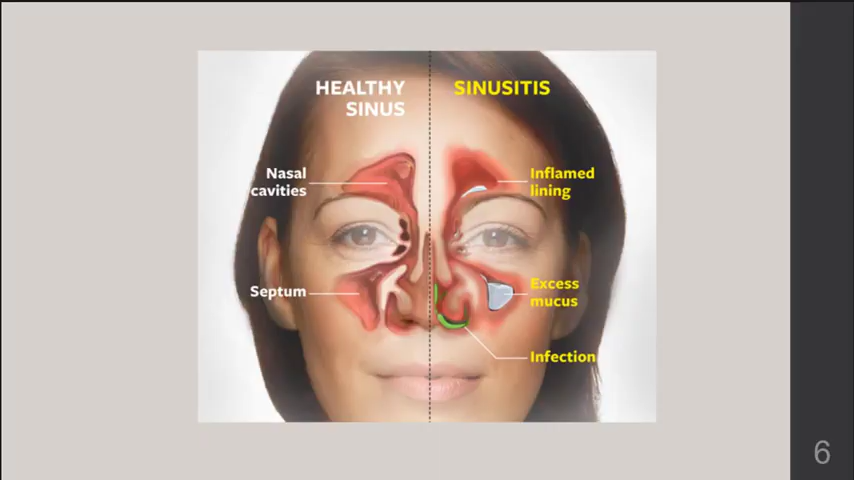 HEALTHY
SINUS
SINUSITIS
Nasal
cavities
Inflamed
lining
Septum
Excess
mucus
Infection
6